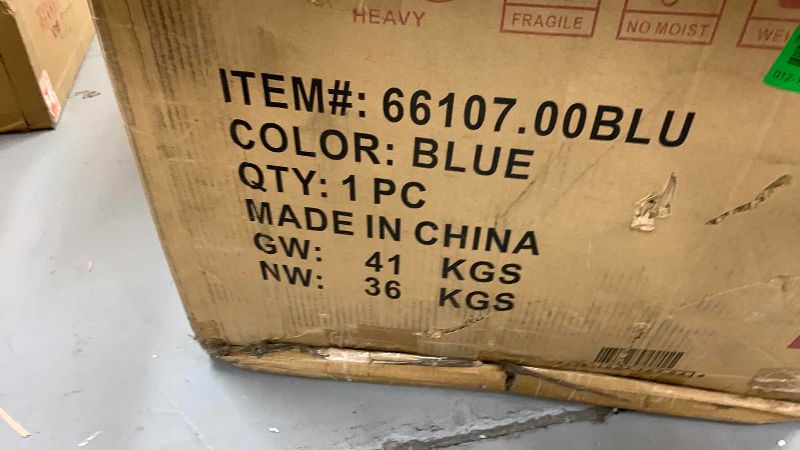 HEAVY
FRAGILE
NO MOIST
ITEM#: 66107.00BLU
COLOR: BLUE
QTY: 1 PC
MADE IN CHINA
GW: 41 KGS
NW: 36 KGS